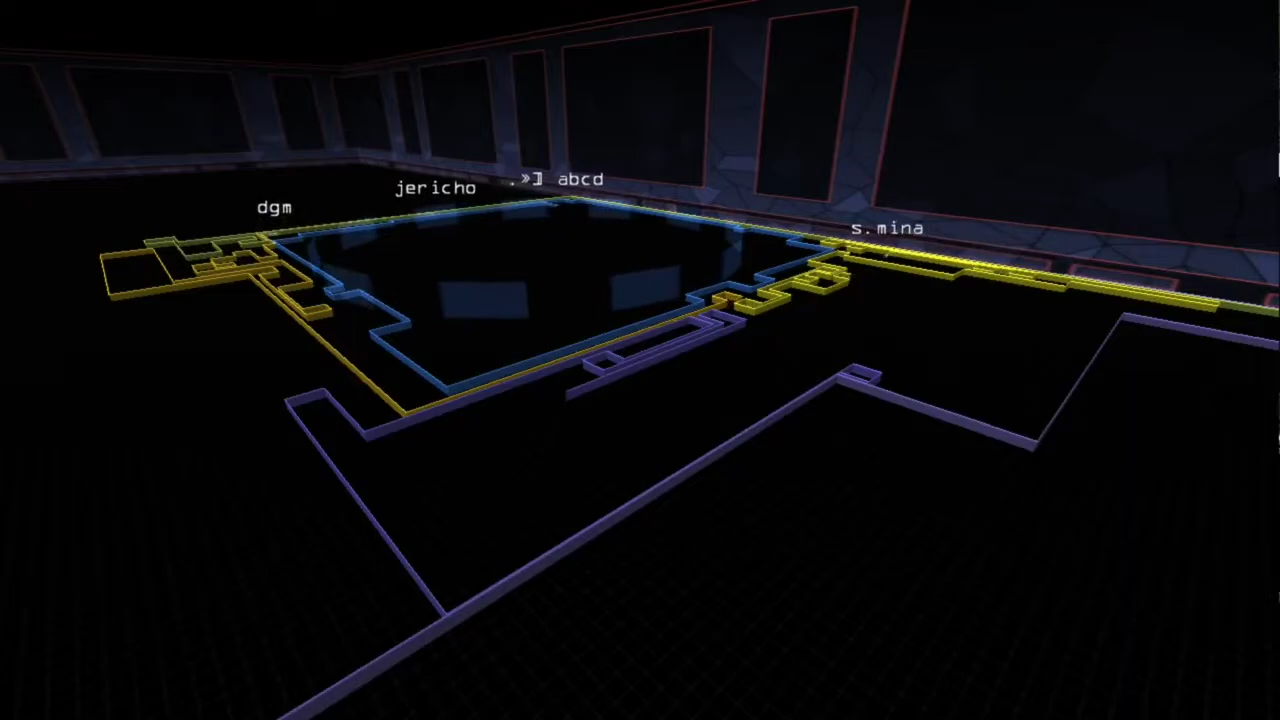 .»] abcd
jericho
dgm
s.mina